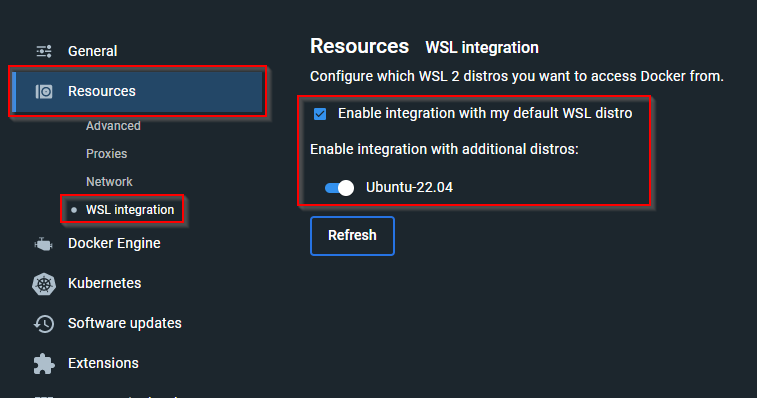 General
Resources
Advanced
Proxies
Network
WSL integration
Docker Engine
Kubernetes
Software updates
Extensions
Resources WSL integration
Configure which WSL 2 distros you want to access Docker from.
Enable integration with my default WSL distro
Enable integration with additional distros:
Ubuntu-22.04
Refresh